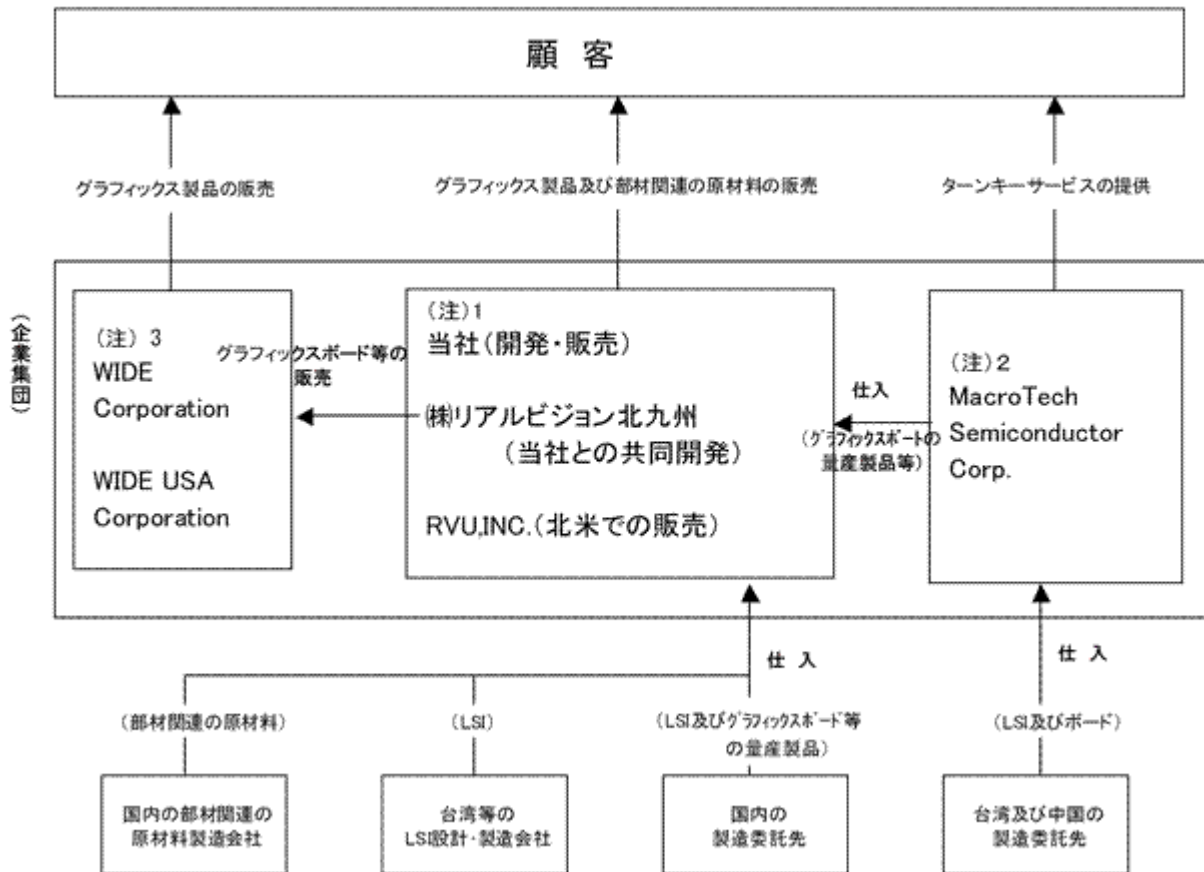 顧 客
グラフィックス製品の販売
グラフィックス製品及び部材関連の原材料の販売
ターンキーサービスの提供
(企業集団)
(注) 3
WIDE
Corporation
WIDE USA
Corporation
グラフィックスボード等の
販売
(注)1
当社(開発・販売)
㈱リアルビジョン北九州
(当社との共同開発)
RVU,INC.(北米での販売)
仕入
(グラフィックスボートの
量産製品等)
(注)2
MacroTech
Semiconductor
Corp.
仕 入
仕 入
(部材関連の原材料)
(LSI)
(LSI及びグラフィックスボード等
の量産製品)
(LSI及びボード)
国内の部材関連の
原材料製造会社
台湾等の
LSI設計・製造会社
国内の
製造委託先
台湾及び中国の
製造委託先